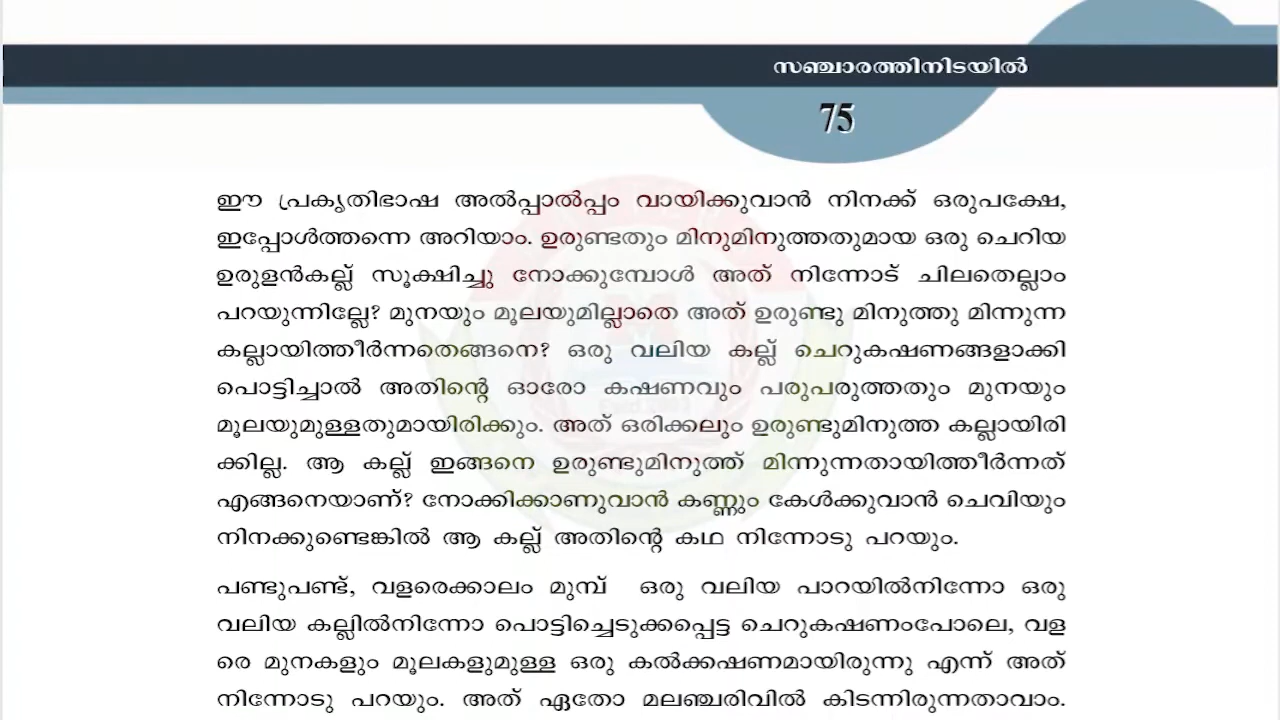 സഞ്ചാരത്തിനിടയിൽ
75
ഈ പ്രകൃതിഭാഷ അൽപ്പാൽപ്പം വായിക്കുവാൻ നിനക്ക് ഒരുപക്ഷേ,
ഇപ്പോൾത്തന്നെ അറിയാം. ഉരുണ്ടതും മിനുമിനുത്തതുമായ ഒരു ചെറിയ
ഉരുളൻകല്ല് സൂക്ഷിച്ചു നോക്കുമ്പോൾ അത് നിന്നോട് ചിലതെല്ലാം
പറയുന്നില്ലേ? മുനയും മൂലയുമില്ലാതെ അത് ഉരുണ്ടു മിനുത്തു മിന്നുന്ന
കല്ലായിത്തീർന്നതെങ്ങനെ? ഒരു വലിയ കല്ല് ചെറുകഷണങ്ങളാക്കി
പൊട്ടിച്ചാൽ അതിന്റെ ഓരോ കഷണവും പരുപരുത്തതും മുനയും
മൂലയുമുള്ളതുമായിരിക്കും. അത് ഒരിക്കലും ഉരുണ്ടുമിനുത്ത കല്ലായിരി
ക്കില്ല. ആ കല്ല് ഇങ്ങനെ ഉരുണ്ടുമിനുത്ത് മിന്നുന്നതായിത്തീർന്നത്
എങ്ങനെയാണ്? നോക്കിക്കാണുവാൻ കണ്ണും കേൾക്കുവാൻ ചെവിയും
നിനക്കുണ്ടെങ്കിൽ ആ കല്ല് അതിന്റെ കഥ നിന്നോടു പറയും.
പണ്ടുപണ്ട്, വളരെക്കാലം മുമ്പ് ഒരു വലിയ പാറയിൽനിന്നോ ഒരു
വലിയ കല്ലിൽനിന്നോ പൊട്ടിച്ചെടുക്കപ്പെട്ട ചെറുകഷണംപോലെ, വള
രെ മുനകളും മൂലകളുമുള്ള ഒരു കൽക്കഷണമായിരുന്നു എന്ന് അത്
നിന്നോടു പറയും. അത് ഏതോ മലഞ്ചരിവിൽ കിടന്നിരുന്നതാവാം.